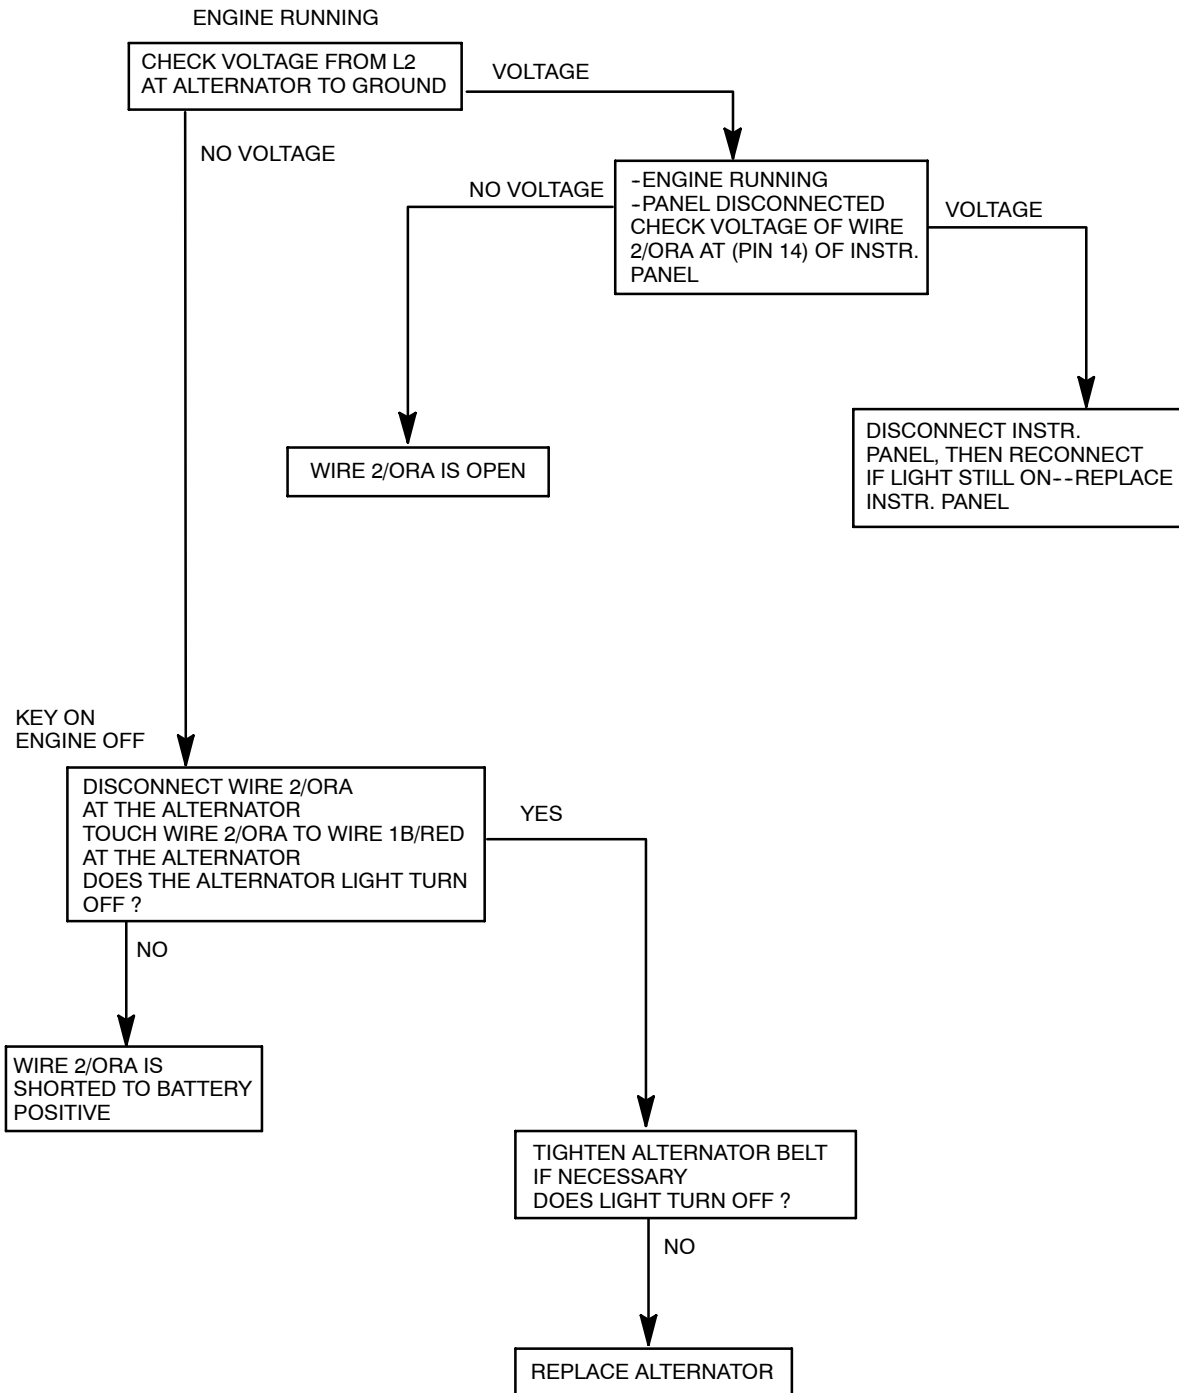 ENGINE RUNNING
CHECK VOLTAGE FROM L2
AT ALTERNATOR TO GROUND
VOLTAGE
NO VOLTAGE
-ENGINE RUNNING
-PANEL DISCONNECTED
CHECK VOLTAGE OF WIRE
2/ORA AT (PIN 14) OF INSTR.
PANEL
NO VOLTAGE
VOLTAGE
WIRE 2/ORA IS OPEN
DISCONNECT INSTR.
PANEL, THEN RECONNECT
IF LIGHT STILL ON--REPLACE
INSTR. PANEL
KEY ON
ENGINE OFF
DISCONNECT WIRE 2/ORA
AT THE ALTERNATOR
TOUCH WIRE 2/ORA TO WIRE 1B/RED
AT THE ALTERNATOR
DOES THE ALTERNATOR LIGHT TURN
OFF ?
YES
NO
WIRE 2/ORA IS
SHORTED TO BATTERY
POSITIVE
TIGHTEN ALTERNATOR BELT
IF NECESSARY
DOES LIGHT TURN OFF ?
NO
REPLACE ALTERNATOR